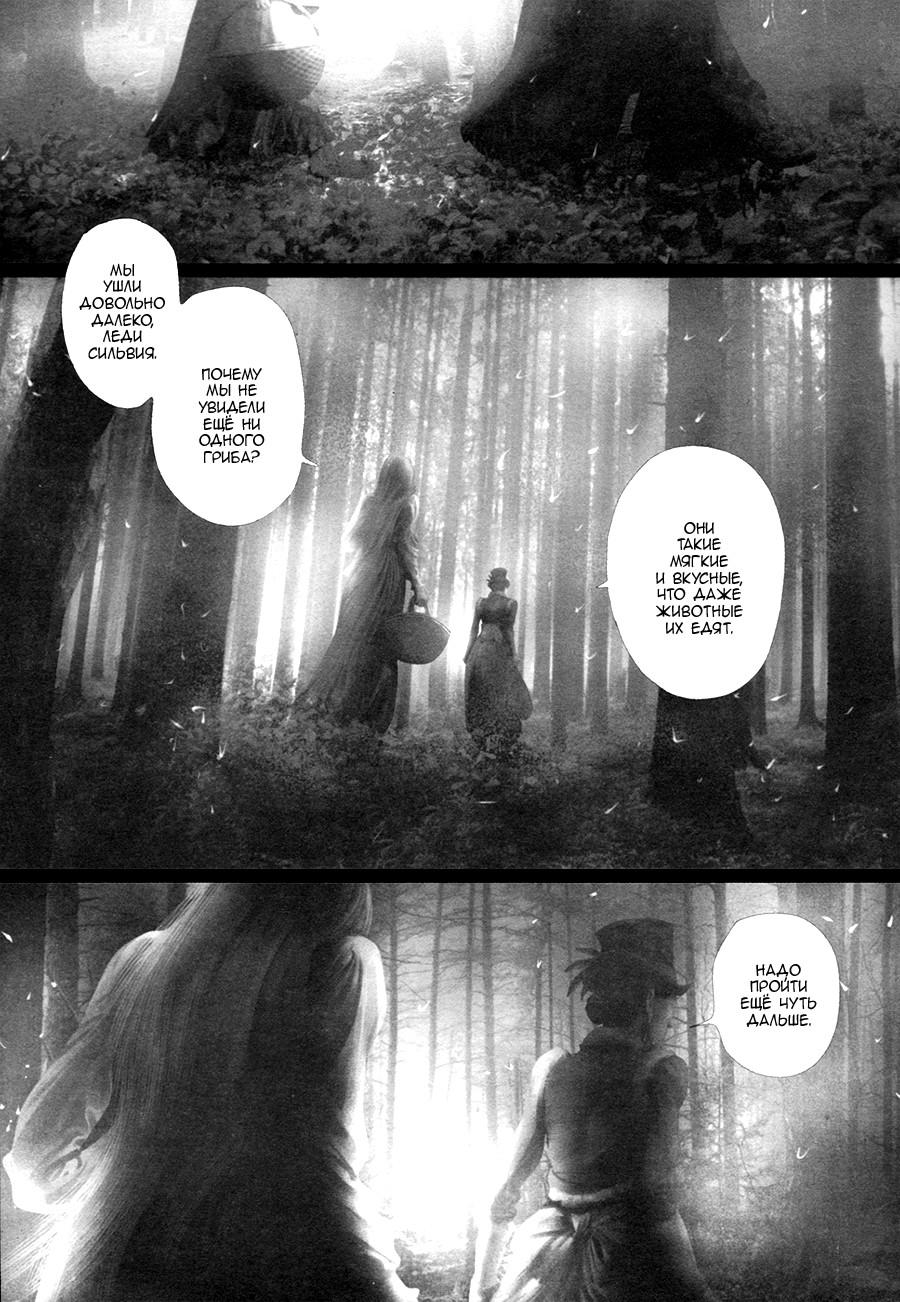 МЫ
УШЛИ
ДОВОЛЬНО
ДАЛЕКО,
ЛЕДИ
СИЛЬВИЯ.
ПОЧЕМУ
МЫ НЕ
УВИДЕЛИ
ЕЩЁ НИ
ОДНОГО
ГРИБА?
ОНИ
ТАКИЕ
МЯГКИЕ
И ВКУСНЫЕ,
ЧТО ДАЖЕ
ЖИВОТНЫЕ
ИХ ЕДЯТ.
НАДО
ПРОЙТИ
ЕЩЁ ЧУТЬ
ДАЛЬШЕ.